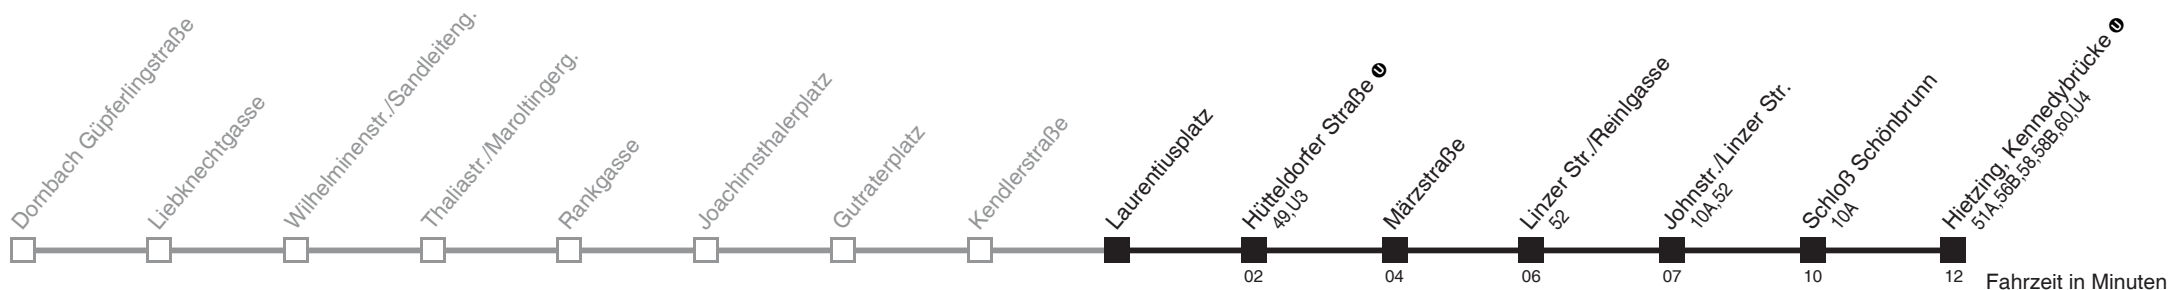 Dornbach Güpferlingstraße
Liebknechtgasse
Wilhelminenstr./Sandleiteng.
Thaliastr./Maroltingerg.
Rankgasse
Joachimsthalerplatz
Gutraterplatz
Kendlerstraße
Laurentiusplatz
Hütteldorfer Straße U
49,U3
Märzstraße
Linzer Str./Reinlgasse
52
Johnstr./Linzer Str.
10A,52
Schloß Schönbrunn
10A
Hietzing, Kennedybrücke U
51A,56B,58,58B,60,U4
02 04 06 07 10 12 Fahrzeit in Minuten